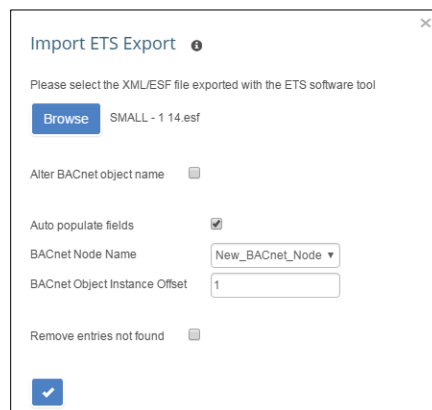 Import ETS Export
Please select the XML/ESF file exported with the ETS software tool
Browse SMALL - 1 14.esf
Alter BACnet object name
Auto populate fields
BACnet Node Name New_BACnet_Node
BACnet Object Instance Offset 1
Remove entries not found